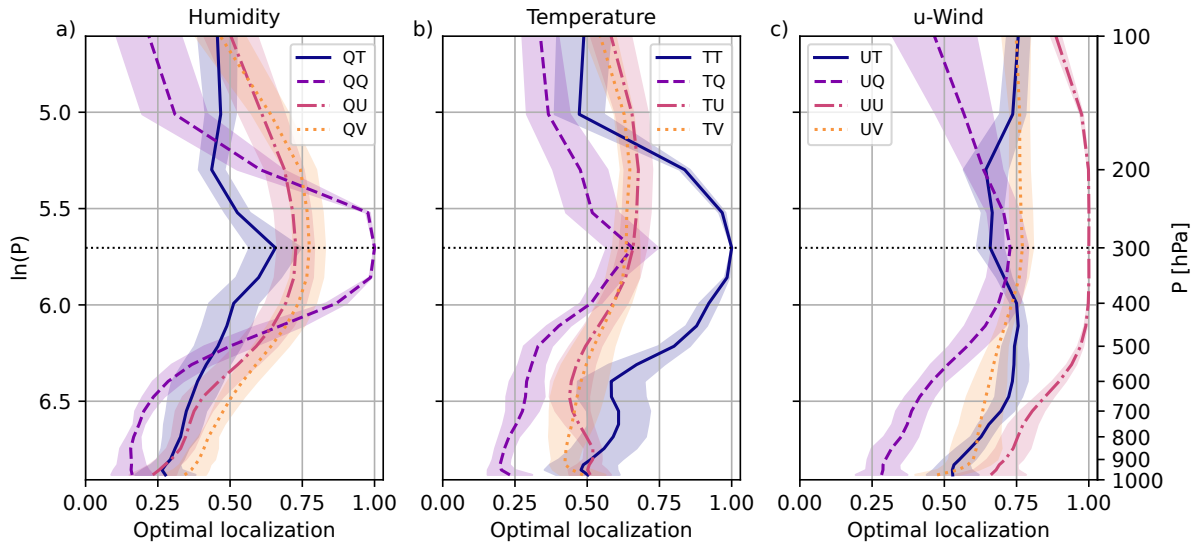 Humidity
Temperature
u-Wind
a)
b)
c)
QT
QQ
QU
QV
TT
TQ
TU
TV
UT
UQ
UU
UV
5.0
5.5
6.0
6.5
ln(P)
100
200
300
400
500
600
700
800
900
1000
P [hPa]
0.00 0.25 0.50 0.75 1.00
0.00 0.25 0.50 0.75 1.00
0.00 0.25 0.50 0.75 1.00
Optimal localization
Optimal localization
Optimal localization